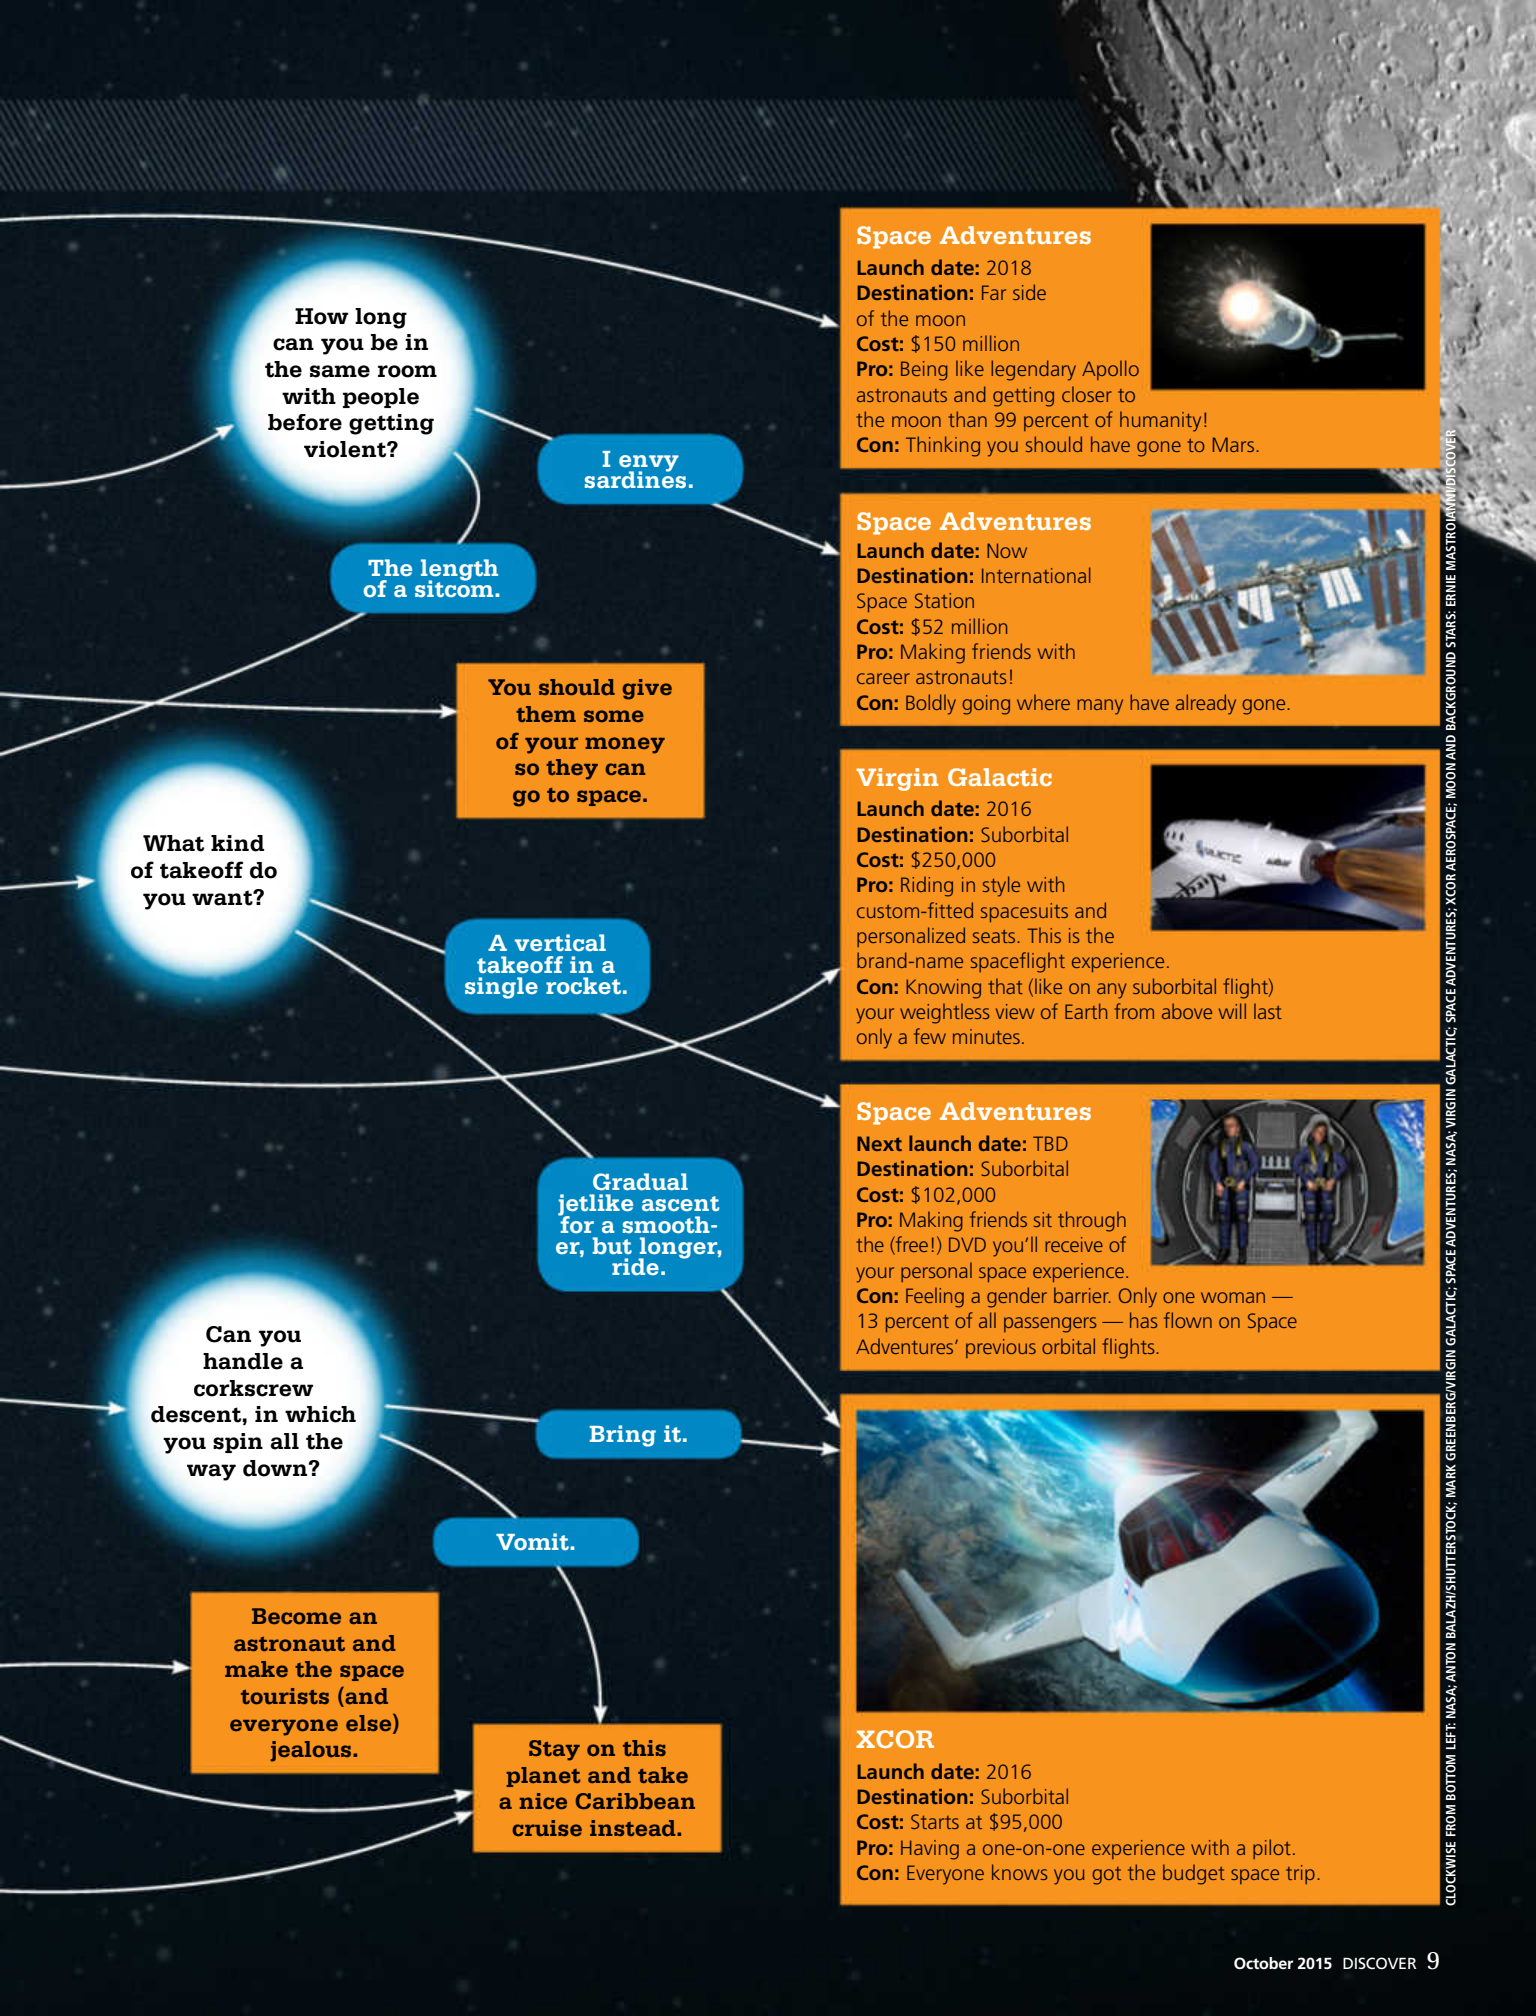 How long
can you be in
the same room
with people
before getting
violent?
I envy
sardines.
The length
of a sitcom.
You should give
them some
of your money
so they can
go to space.
What kind
of takeoff do
you want?
A vertical
takeoff in a
single rocket.
Gradual
jetlike ascent
for a smooth-
er, but longer,
ride.
Can you
handle a
corkscrew
descent, in which
you spin all the
way down?
Bring it.
Vomit.
Become an
astronaut and
make the space
tourists (and
everyone else)
jealous.
Stay on this
planet and take
a nice Caribbean
cruise instead.
Space Adventures
Launch date: 2018
Destination: Far side
of the moon
Cost: $150 million
Pro: Being like legendary Apollo
astronauts and getting closer to
the moon than 99 percent of humanity!
Con: Thinking you should have gone to Mars.
Space Adventures
Launch date: Now
Destination: International
Space Station
Cost: $52 million
Pro: Making friends with
career astronauts!
Con: Boldly going where many have already gone.
Virgin Galactic
Launch date: 2016
Destination: Suborbital
Cost: $250,000
Pro: Riding in style with
custom-fitted spacesuits and
personalized seats. This is the
brand-name spaceflight experience.
Con: Knowing that (like on any suborbital flight)
your weightless view of Earth from above will last
only a few minutes.
Space Adventures
Next launch date: TBD
Destination: Suborbital
Cost: $102,000
Pro: Making friends sit through
the (free!) DVD you'll receive of
your personal space experience.
Con: Feeling a gender barrier. Only one woman —
13 percent of all passengers — has flown on Space
Adventures' previous orbital flights.
XCOR
Launch date: 2016
Destination: Suborbital
Cost: Starts at $95,000
Pro: Having a one-on-one experience with a pilot.
Con: Everyone knows you got the budget space trip.
CLOCKWISE FROM BOTTOM LEFT: NASA; ANTON BALAZH/SHUTTERSTOCK; MARK GREENBERG/VIRGIN GALACTIC; SPACE ADVENTURES; NASA; VIRGIN GALACTIC; SPACE ADVENTURES; XCOR AEROSPACE; MOON AND BACKGROUND STARS: ERNIE MASTROIANNI/DISCOVER
October 2015 DISCOVER 9